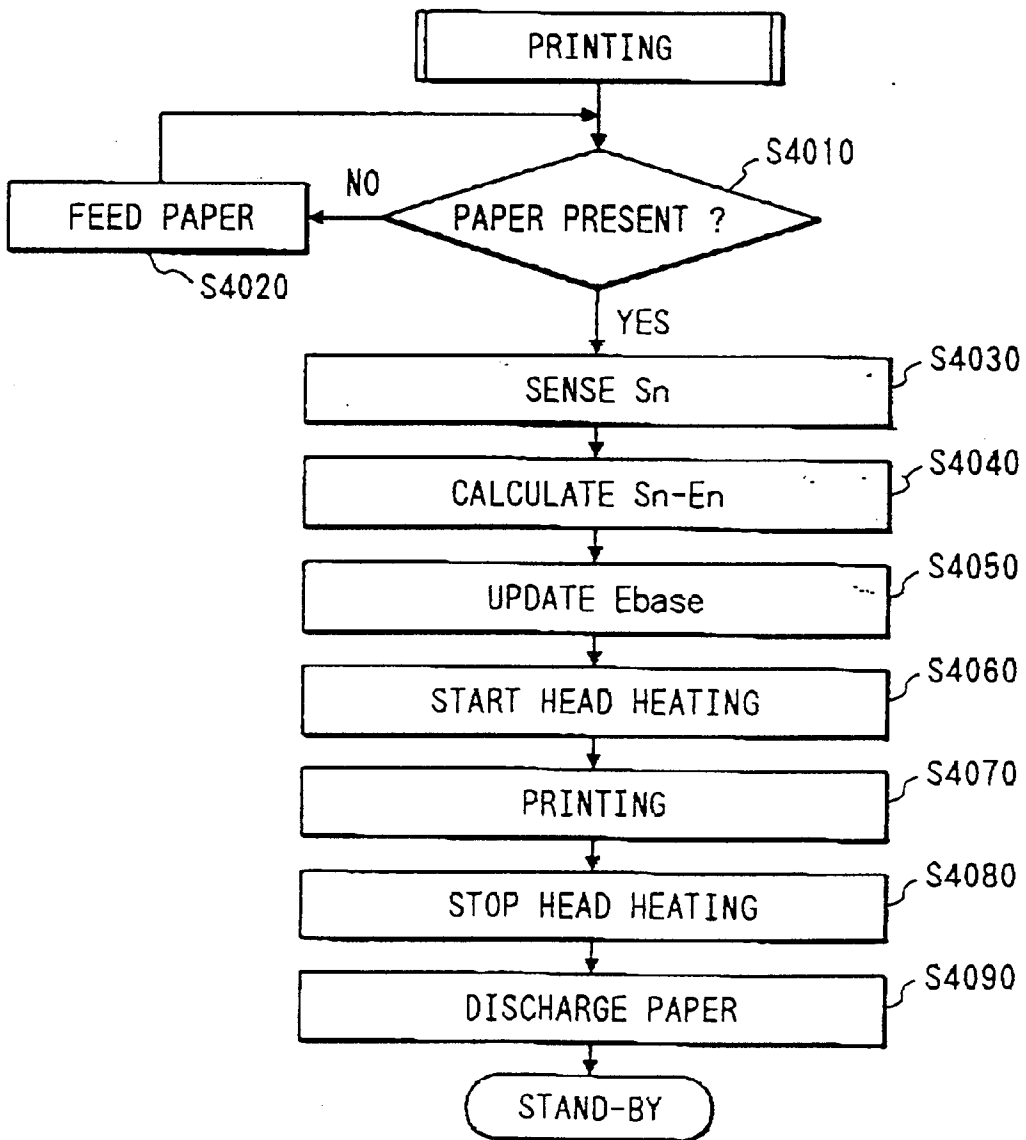 PRINTING
S4010
NO
FEED PAPER
PAPER PRESENT ?
S4020
YES
S4030
SENSE Sn
S4040
CALCULATE Sn-En
S4050
UPDATE Ebase
S4060
START HEAD HEATING
S4070
PRINTING
S4080
STOP HEAD HEATING
S4090
DISCHARGE PAPER
STAND-BY